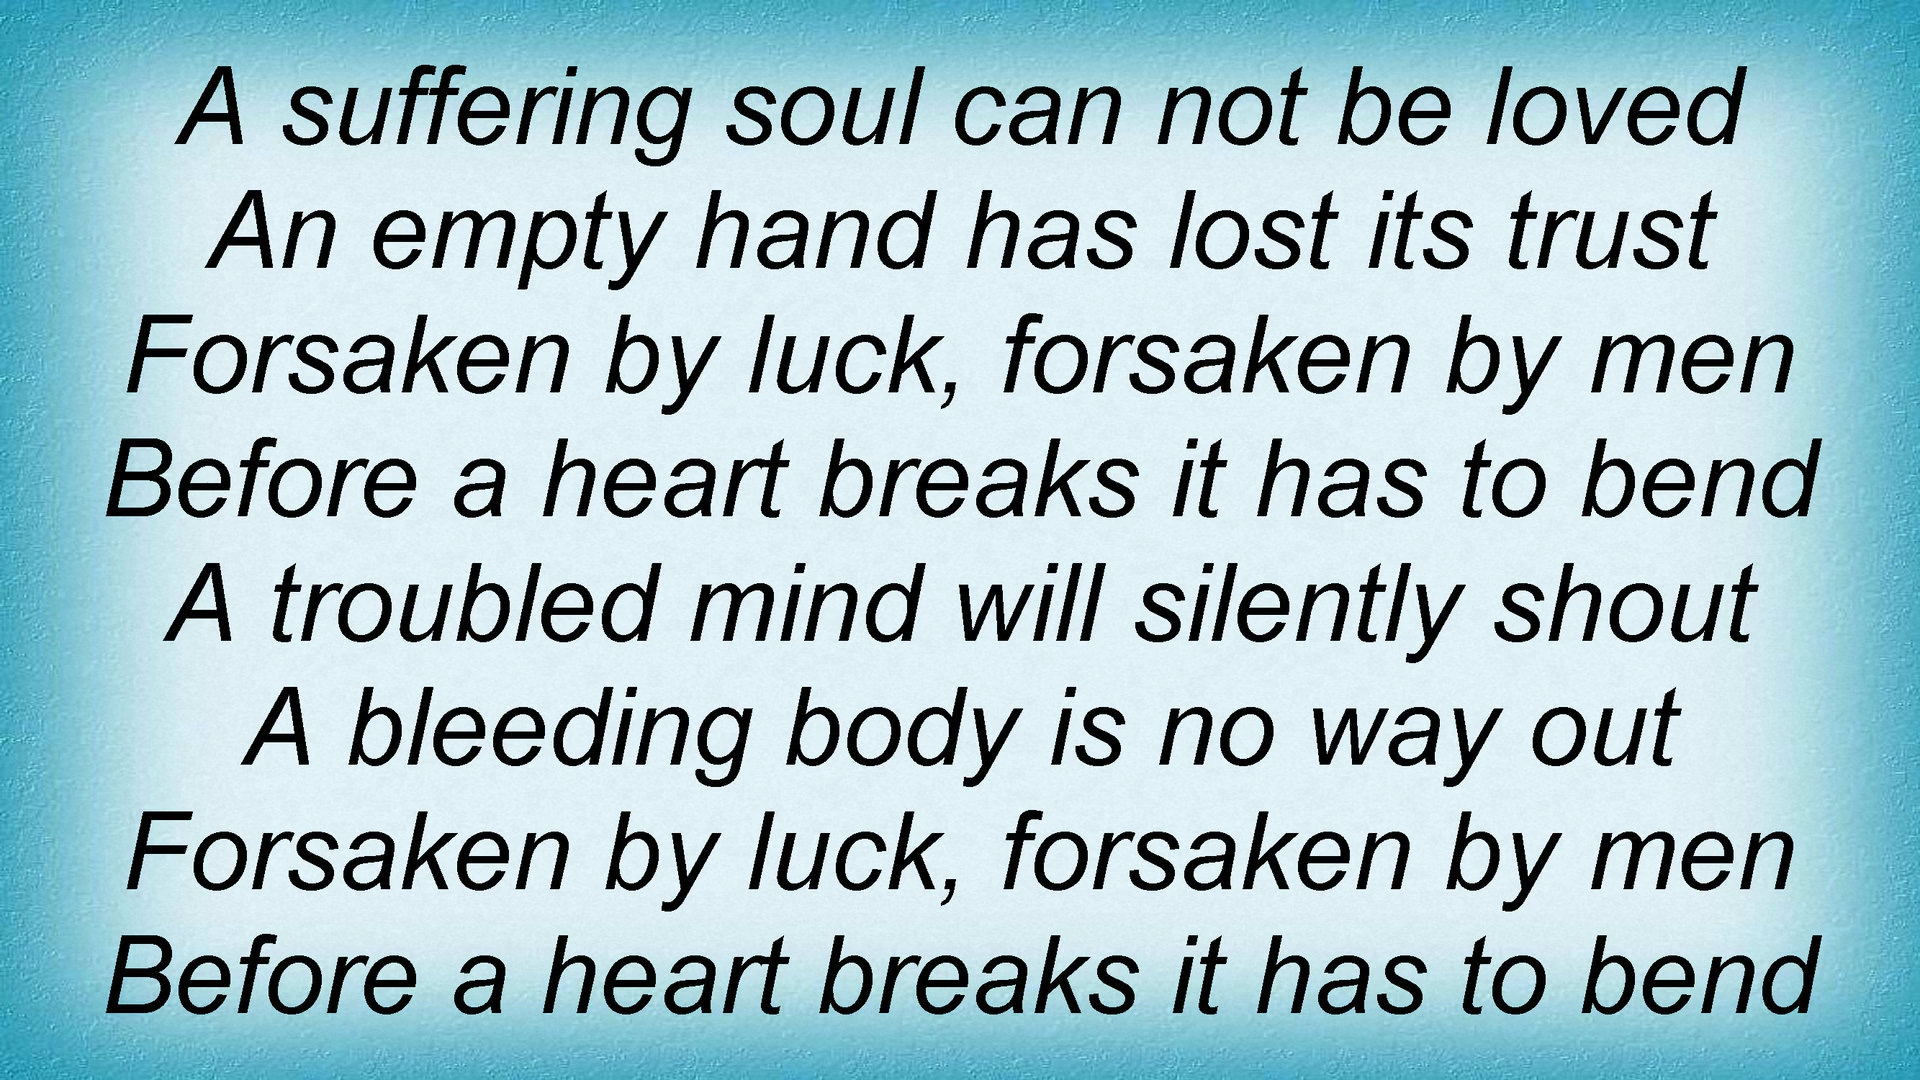 A suffering soul can not be loved
An empty hand has lost its trust
Forsaken by luck, forsaken by men
Before a heart breaks it has to bend
A troubled mind will silently shout
A bleeding body is no way out
Forsaken by luck, forsaken by men
Before a heart breaks it has to bend